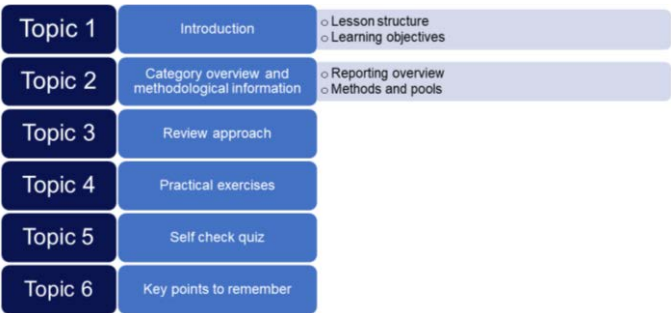 Topic 1
Introduction
o Lesson structure
o Learning objectives
Topic 2
Category overview and
methodological information
o Reporting overview
o Methods and pools
Topic 3
Review approach
Topic 4
Practical exercises
Topic 5
Self check quiz
Topic 6
Key points to remember